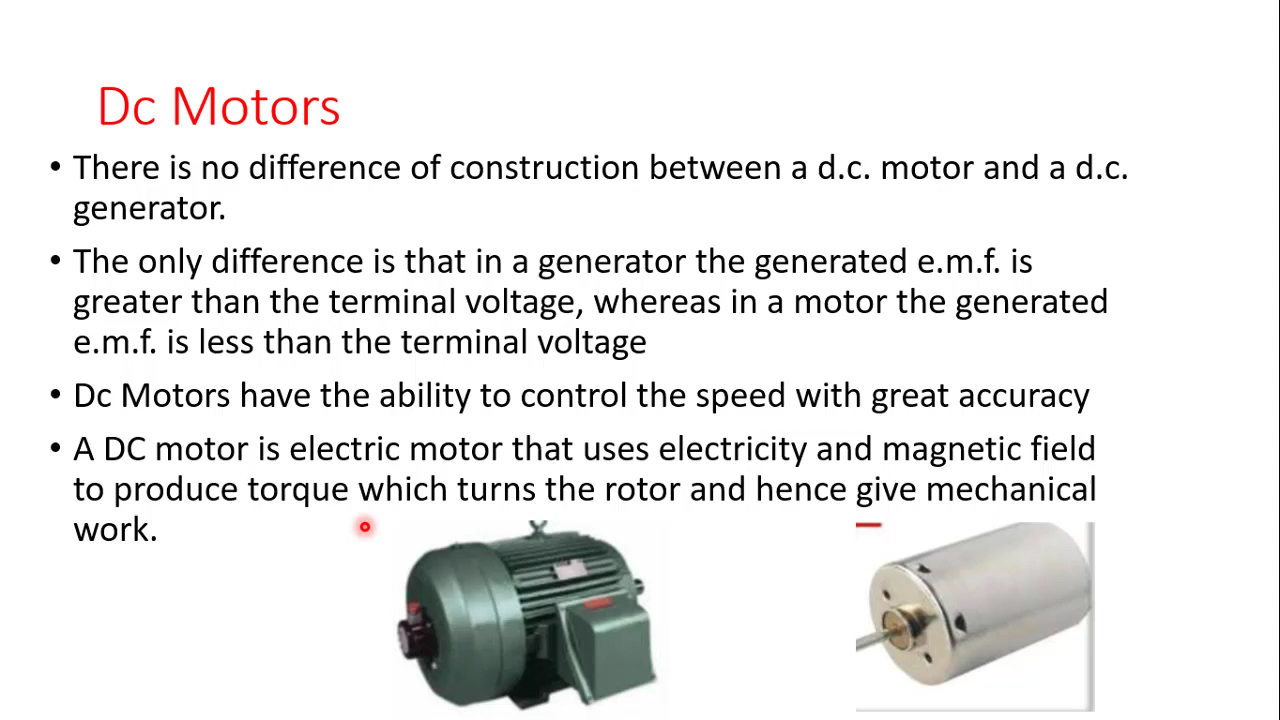 Dc Motors
• There is no difference of construction between a d.c. motor and a d.c.
generator.
• The only difference is that in a generator the generated e.m.f. is
greater than the terminal voltage, whereas in a motor the generated
e.m.f. is less than the terminal voltage
• Dc Motors have the ability to control the speed with great accuracy
• A DC motor is electric motor that uses electricity and magnetic field
to produce torque which turns the rotor and hence give mechanical
work.